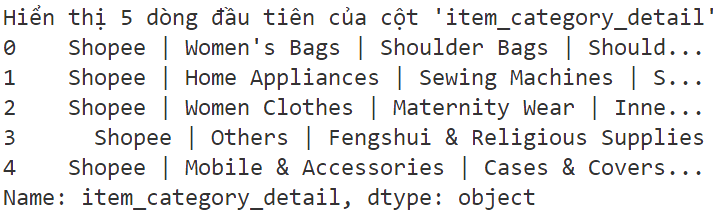 Hiển thị 5 dòng đầu tiên của cột 'item_category_detail'
0    Shopee | Women's Bags | Shoulder Bags | Should...
1    Shopee | Home Appliances | Sewing Machines | S...
2    Shopee | Women Clothes | Maternity Wear | Inne...
3      Shopee | Others | Fengshui & Religious Supplies
4    Shopee | Mobile & Accessories | Cases & Covers...
Name: item_category_detail, dtype: object